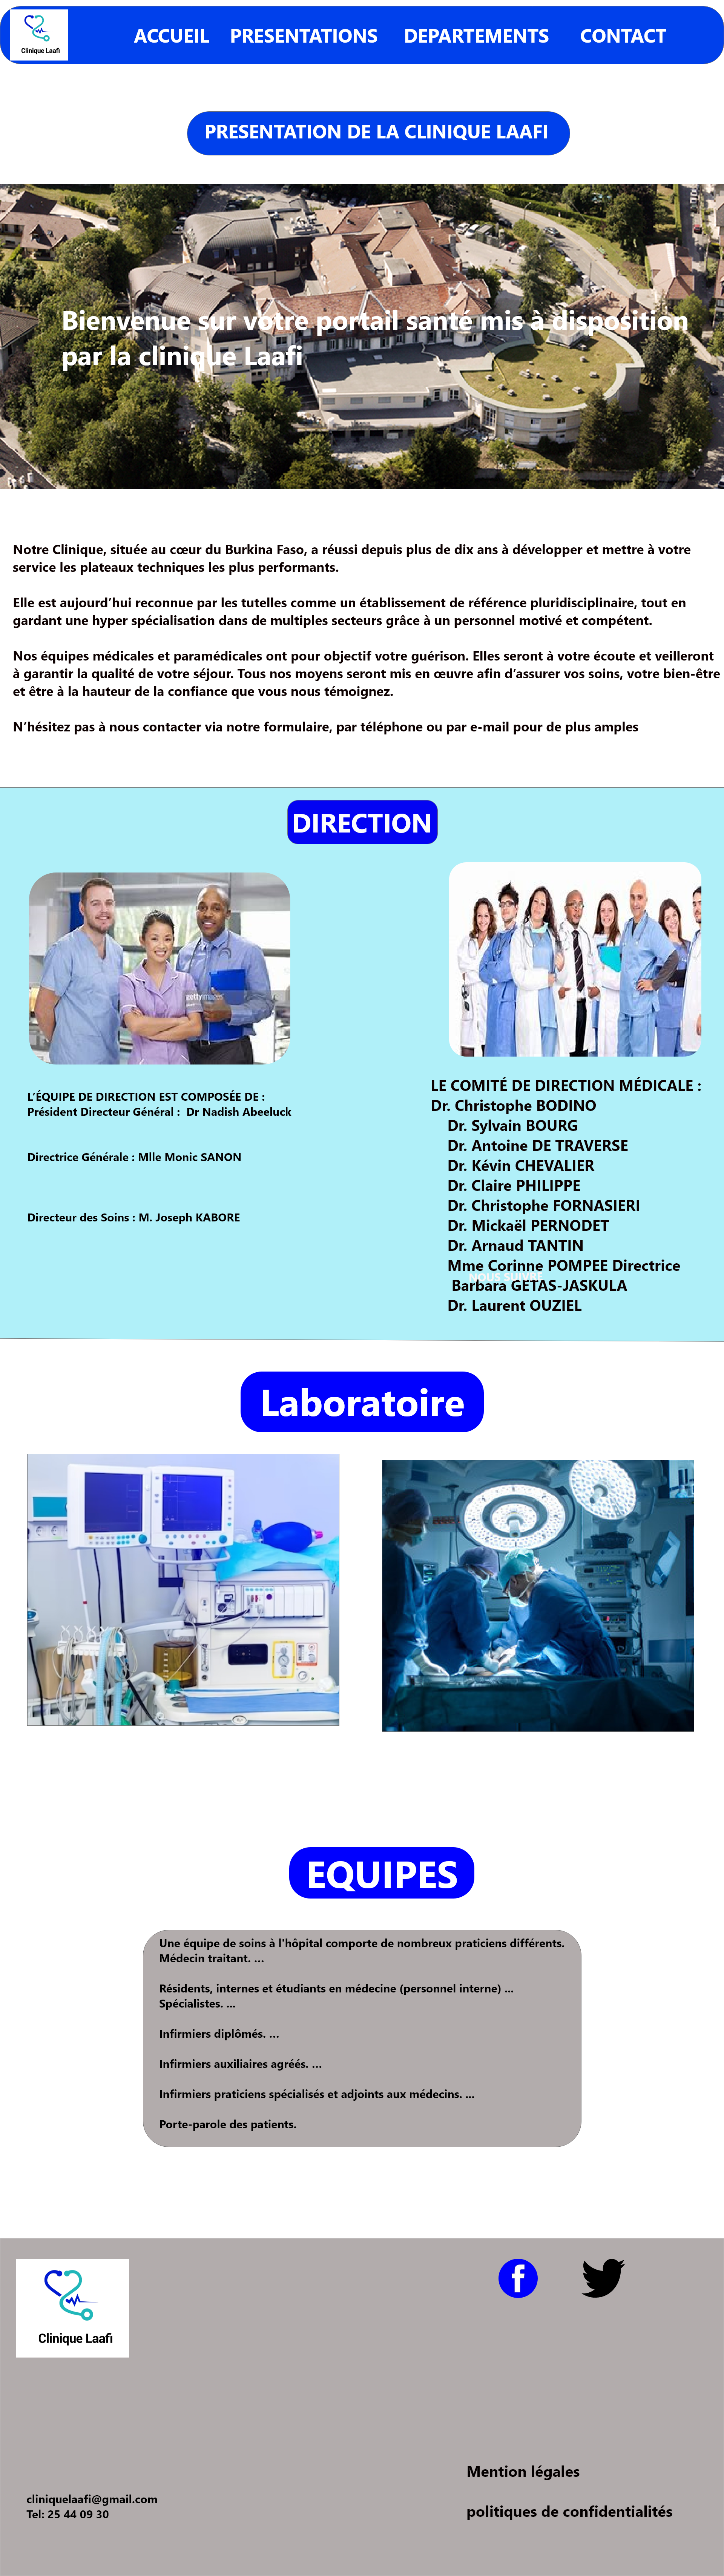 Clinique Laafi
ACCUEIL PRESENTATIONS DEPARTEMENTS CONTACT
PRESENTATION DE LA CLINIQUE LAAFI
Bienvenue sur votre portail santé mis à disposition
par la clinique Laafi
Notre Clinique, située au cœur du Burkina Faso, a réussi depuis plus de dix ans à développer et mettre à votre
service les plateaux techniques les plus performants.
Elle est aujourd’hui reconnue par les tutelles comme un établissement de référence pluridisciplinaire, tout en
gardant une hyper spécialisation dans de multiples secteurs grâce à un personnel motivé et compétent.
Nos équipes médicales et paramédicales ont pour objectif votre guérison. Elles seront à votre écoute et veilleront
à garantir la qualité de votre séjour. Tous nos moyens seront mis en œuvre afin d’assurer vos soins, votre bien-être
et être à la hauteur de la confiance que vous nous témoignez.
N’hésitez pas à nous contacter via notre formulaire, par téléphone ou par e-mail pour de plus amples
DIRECTION
gettyimages
L’ÉQUIPE DE DIRECTION EST COMPOSÉE DE :
Président Directeur Général : Dr Nadish Abeeluck
Directrice Générale : Mlle Monic SANON
Directeur des Soins : M. Joseph KABORE
LE COMITÉ DE DIRECTION MÉDICALE :
Dr. Christophe BODINO
Dr. Sylvain BOURG
Dr. Antoine DE TRAVERSE
Dr. Kévin CHEVALIER
Dr. Claire PHILIPPE
Dr. Christophe FORNASIERI
Dr. Mickaël PERNODET
Dr. Arnaud TANTIN
Mme Corinne POMPEE Directrice
NOUS SUIVRE
Barbara GETAS-JASKULA
Dr. Laurent OUZIEL
Laboratoire
EQUIPES
Une équipe de soins à l'hôpital comporte de nombreux praticiens différents.
Médecin traitant. ...
Résidents, internes et étudiants en médecine (personnel interne) ...
Spécialistes. ...
Infirmiers diplômés. ...
Infirmiers auxiliaires agréés. ...
Infirmiers praticiens spécialisés et adjoints aux médecins. ...
Porte-parole des patients.
Clinique Laafi
Mention légales
cliniquelaafi@gmail.com
Tel: 25 44 09 30
politiques de confidentialités